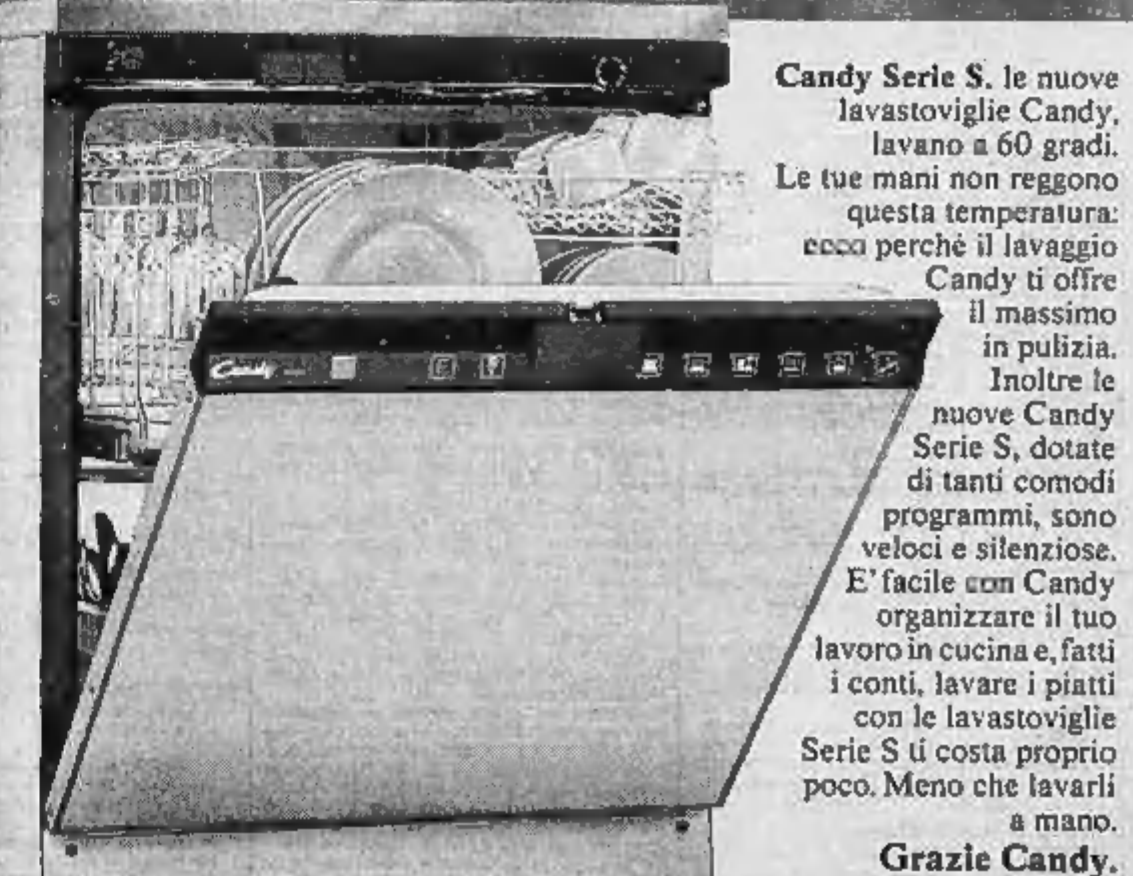 Candy
Candy Serie S. le nuove
lavastoviglie Candy,
lavano a 60 gradi.
Le tue mani non reggono
questa temperatura:
ecco perchè il lavaggio
Candy ti offre
il massimo
in pulizia.
Inoltre le
nuove Candy
Serie S, dotate
di tanti comodi
programmi, sono
veloci e silenziose.
E' facile con Candy
organizzare il tuo
lavoro in cucina e, fatti
i conti, lavare i piatti
con le lavastoviglie
Serie S ti costa proprio
poco. Meno che lavarli
a mano.
Grazie Candy.